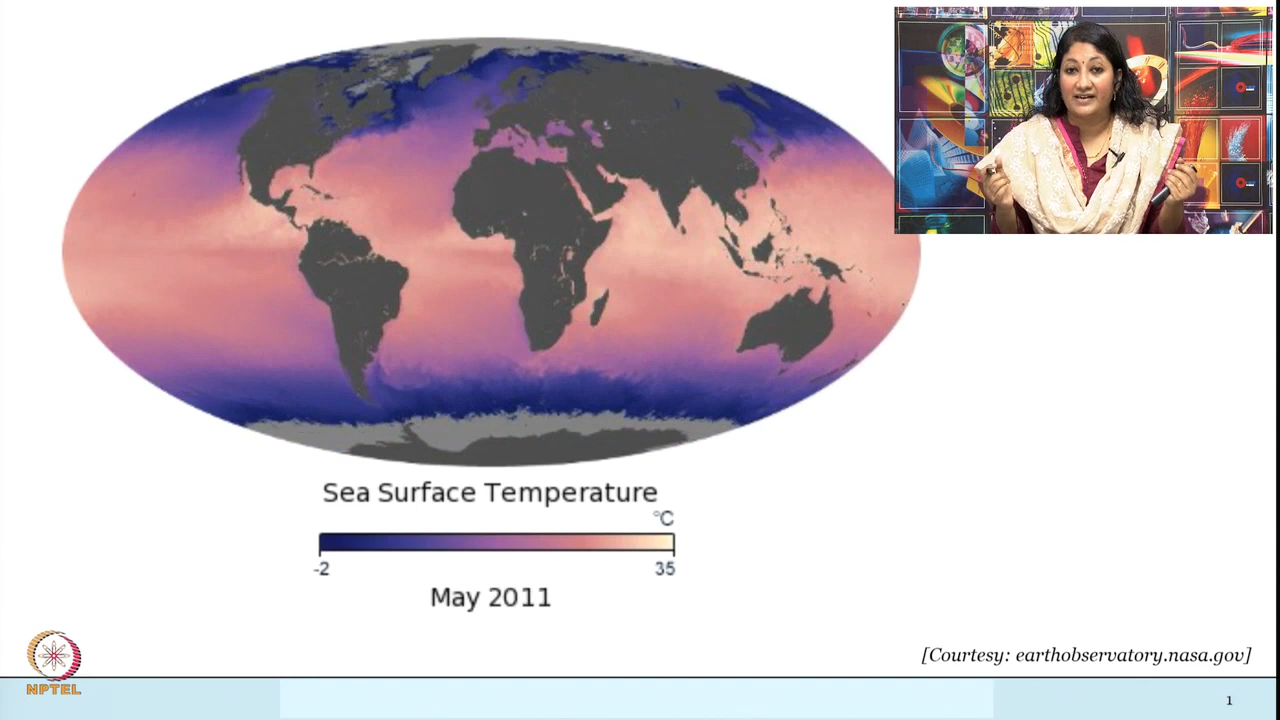 Sea Surface Temperature
°C
-2 35
May 2011
[Courtesy: earthobservatory.nasa.gov]
NPTEL
1